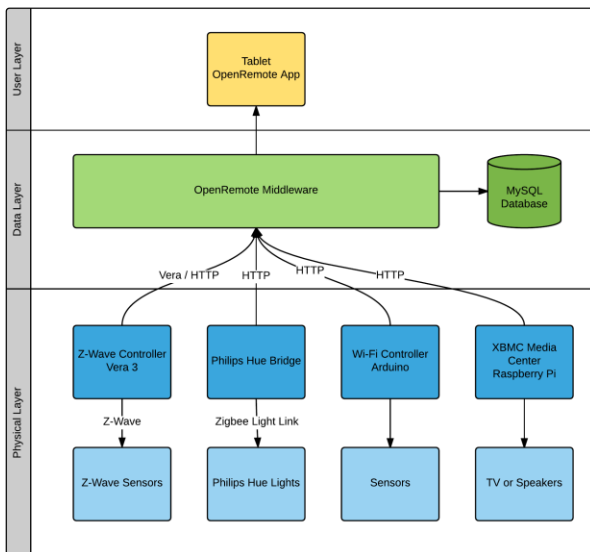 User Layer
Tablet
OpenRemote App
Data Layer
OpenRemote Middleware
MySQL
Database
Vera / HTTP
HTTP
HTTP
HTTP
Physical Layer
Z-Wave Controller
Vera 3
Philips Hue Bridge
Wi-Fi Controller
Arduino
XBMC Media
Center
Raspberry Pi
Z-Wave
Zigbee Light Link
Z-Wave Sensors
Philips Hue Lights
Sensors
TV or Speakers